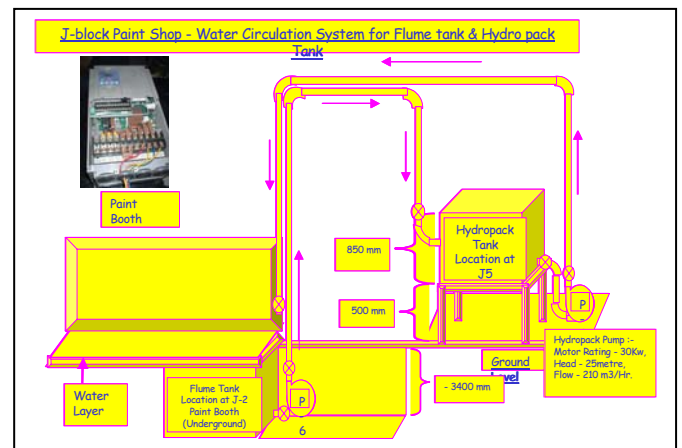 J-block Paint Shop - Water Circulation System for Flume tank & Hydro pack
Tank
Paint
Booth
850 mm
Hydropack
Tank
Location at
J5
500 mm
P
Hydropack Pump :-
Motor Rating - 30Kw,
Head - 25metre,
Flow - 210 m3/Hr.
Ground
Level
- 3400 mm
Water
Layer
Flume Tank
Location at J-2
Paint Booth
(Underground)
P
6